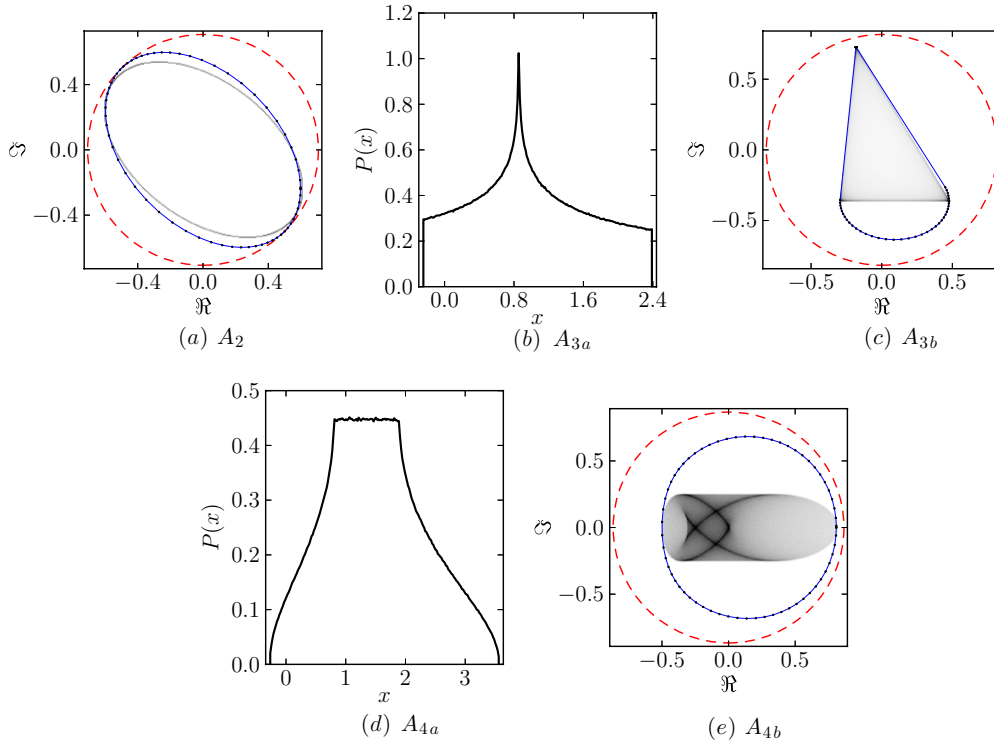 0.4
0.0
−0.4
ℑ
−0.4 0.0 0.4
ℜ
(a) A₂
1.2
1.0
0.8
0.6
0.4
0.2
0.0
P(x)
0.0 0.8 1.6 2.4
x
(b) A₃ₐ
0.5
0.0
−0.5
ℑ
−0.5 0.0 0.5
ℜ
(c) A_{3b}
0.5
0.4
0.3
0.2
0.1
0.0
P(x)
0 1 2 3
x
(d) A₄ₐ
0.5
0.0
−0.5
ℑ
−0.5 0.0 0.5
ℜ
(e) A_{4b}